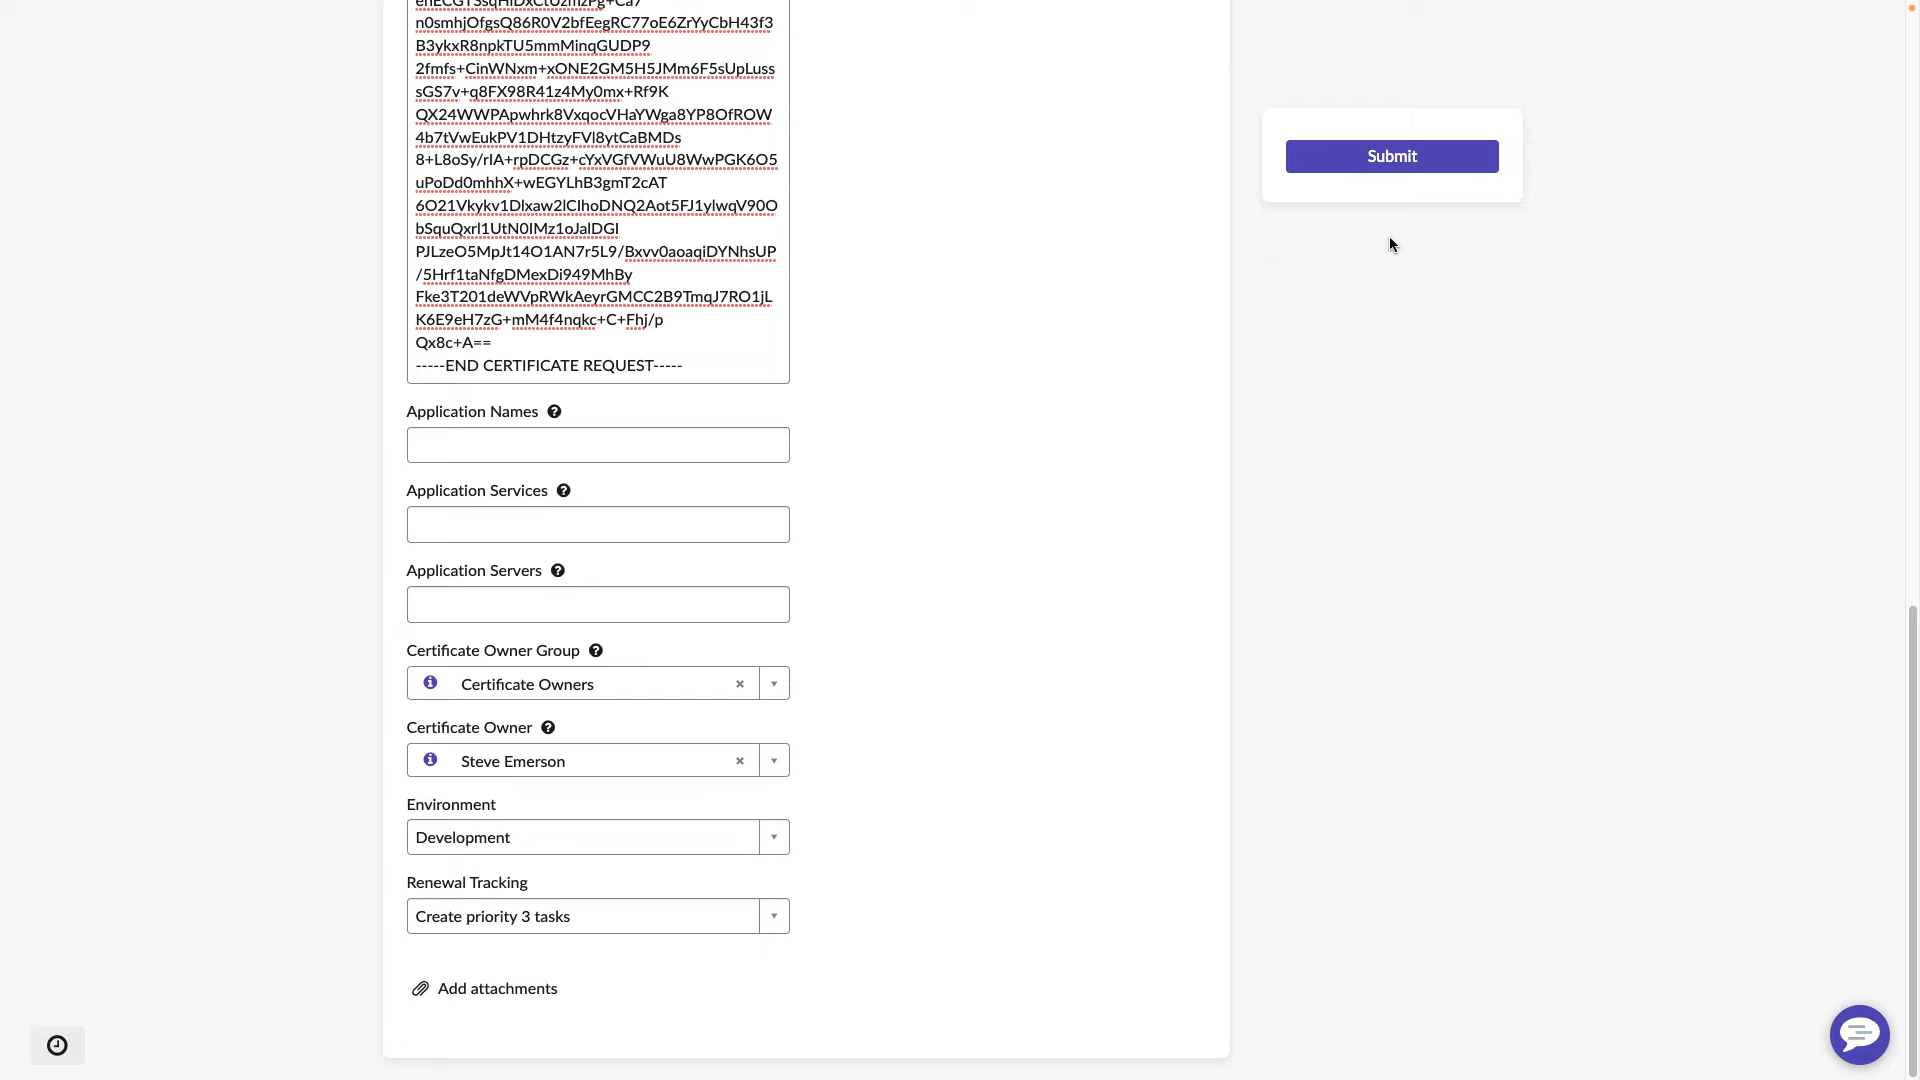 n0smhjOfgsQ86R0V2bfEegRC77oE6ZrYyCbH43f3
B3ykxR8npkTU5mmMinqGUDP9
2fmfs+CinWNxm+xONE2GM5H5JMm6F5sUpLuss
sGS7v+q8FX98R41z4My0mx+Rf9K
QX24WWPApwhrk8VxqocVHaYWga8YP8OfROW
4b7tVwEukPV1DHtzyFVl8ytCaBMDs
8+L8oSy/rIA+rpDCGz+cYxVGfVWuU8WwPGK6O5
uPoDd0mhhX+wEGYLhB3gmT2cAT
6O21Vkykv1Dlxaw2lClhoDNQ2Aot5FJ1ylwqV90O
bSquQxrl1UtN0IMz1oJalDGI
PJLzeO5MpJt14O1AN7r5L9/Bxvv0aoaqiDYNhsUP
/5Hrf1taNfgDMexDi949MhBy
Fke3T201deWVpRWkAeyrGMCC2B9TmqJ7RO1jL
K6E9eH7zG+mM4f4nqkc+C+Fhj/p
Qx8c+A==
-----END CERTIFICATE REQUEST-----
Submit
Application Names
Application Services
Application Servers
Certificate Owner Group
Certificate Owners
Certificate Owner
Steve Emerson
Environment
Development
Renewal Tracking
Create priority 3 tasks
Add attachments